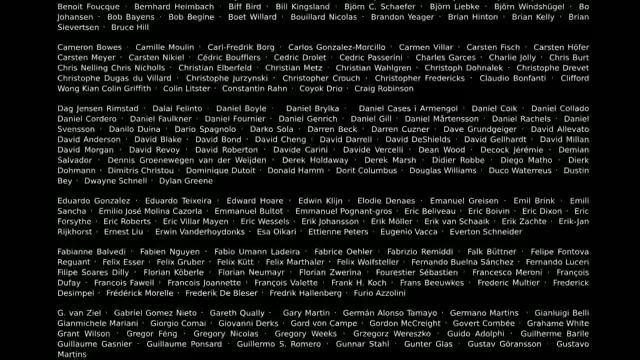 Benoit Foucque · Bernhard Heimbach · Biff Bird · Bill Kingsland · Björn C. Schaefer · Björn Liebke · Björn Windshügel · Bo
Johansen · Bob Bayens · Bob Begine · Boet Willard · Bouillard Nicolas · Brandon Yeager · Brian Hinton · Brian Kelly · Brian
Sievertsen · Bruce Hill
Cameron Bowes · Camille Moulin · Carl-Fredrik Borg · Carlos Gonzalez-Morcillo · Carmen Villar · Carsten Fisch · Carsten Höfer
Carsten Meyer · Carsten Nikiel · Cédric Boufflers · Cedric Drolet · Cedric Passerini · Charles Garces · Charlie Jolly · Chris Burt
Chris Nelling Chris Nicholls · Christian Elberfeld · Christian Metz · Christian Wahlgren · Christoph Dohnalek · Christophe Drevet
Christophe Dugas du Villard · Christophe Jurzynski · Christopher Crouch · Christopher Fredericks · Claudio Bonfanti · Clifford
Wong Kian Colin Griffith · Colin Litster · Constantin Rahn · Coyok Drio · Craig Robinson
Dag Jensen Rimstad · Dalai Felinto · Daniel Boyle · Daniel Brylka · Daniel Cases i Armengol · Daniel Coik · Daniel Collado
Daniel Cordero · Daniel Faulkner · Daniel Fournier · Daniel Genrich · Daniel Gill · Daniel Mårtensson · Daniel Rachels · Daniel
Svensson · Danilo Duina · Dario Spagnolo · Darko Sola · Darren Beck · Darren Cuzner · Dave Grundgeiger · David Allevato
David Anderson · David Blake · David Bond · David Cheng · David Darrell · David DeShields · David Gellhardt · David Millan
David Morgan · David Revoy · David Roberton · Davide Carini · Davide Vercelli · Dean Wood · Decock Jérémie · Demian
Salvador · Dennis Groenewegen van der Weijden · Derek Holdaway · Derek Marsh · Didier Robbe · Diego Matho · Dierk
Dohmann · Dimitris Christou · Dominique Dutoit · Donald Hamm · Dorit Columbus · Douglas Williams · Duco Waterreus · Dustin
Bey · Dwayne Schnell · Dylan Greene
Eduardo Gonzalez · Eduardo Teixeira · Edward Hoare · Edwin Klijn · Elodie Denaes · Emanuel Greisen · Emil Brink · Emili
Sancha · Emilio José Molina Cazorla · Emmanuel Bultot · Emmanuel Pognant-gros · Eric Belliveau · Eric Boivin · Eric Dixon · Eric
Forsythe · Eric Roberts · Eric Villar Mayen · Eric Wessels · Erik Johansson · Erik Möller · Erik van Schaaik · Erik Zachte · Erik-Jan
Rijkhorst · Ernest Liu · Erwin Vanderhoydonks · Esa Oikari · Ettienne Peters · Eugenio Vacca · Everton Schneider
Fabianne Balvedi · Fabien Nguyen · Fabio Umann Ladeira · Fabrice Oehler · Fabrizio Remiddi · Falk Büttner · Felipe Fontova
Reguant · Felix Esser · Felix Gruber · Felix Kütt · Felix Marthaler · Felix Wolfsteller · Fernando Buelna Sánchez · Fernando Luceri
Filipe Soares Dilly · Florian Köberle · Florian Neumayr · Florian Zwerina · Fourestier Sébastien · Francesco Meroni · François
Dufay · Francois Fawell · Francois Joannette · François Valette · Frank H. Koch · Frans Beeuwkes · Frederic Multier · Frederick
Desimpel · Frédérick Morelle · Frederik De Bleser · Fredrik Hallenberg · Furio Azzolini
G. van Ziel · Gabriel Gomez Nieto · Gareth Qually · Gary Martin · Germán Alonso Tamayo · Germano Martins · Gianluigi Belli
Gianmichele Mariani · Giorgio Comai · Giovanni Derks · Gord von Campe · Gordon McCreight · Govert Combée · Grahame White
Grant Wilson · Gregor Féng · Gregory Nicolas · Gregory Weeks · Grzegorz Wereszko · Guido Adolphi · Guilherme Barile
Guillaume Gasnier · Guillaume Ponsard · Guillermo S. Romero · Gunnar Stahl · Gunter Glas · Gustav Göransson · Gustavo
Martins